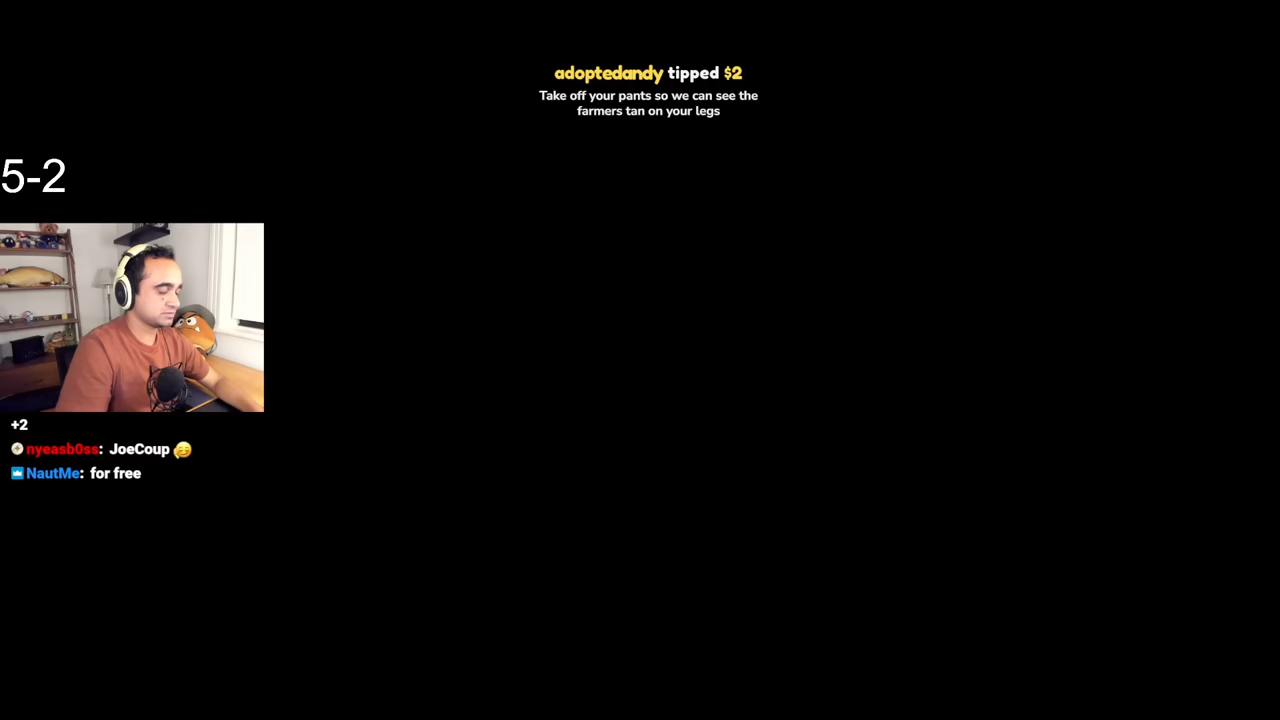 adoptedandy tipped $2
Take off your pants so we can see the
farmers tan on your legs
5-2
+2
nyeasb0ss: JoeCoup 🥰
NautMe: for free